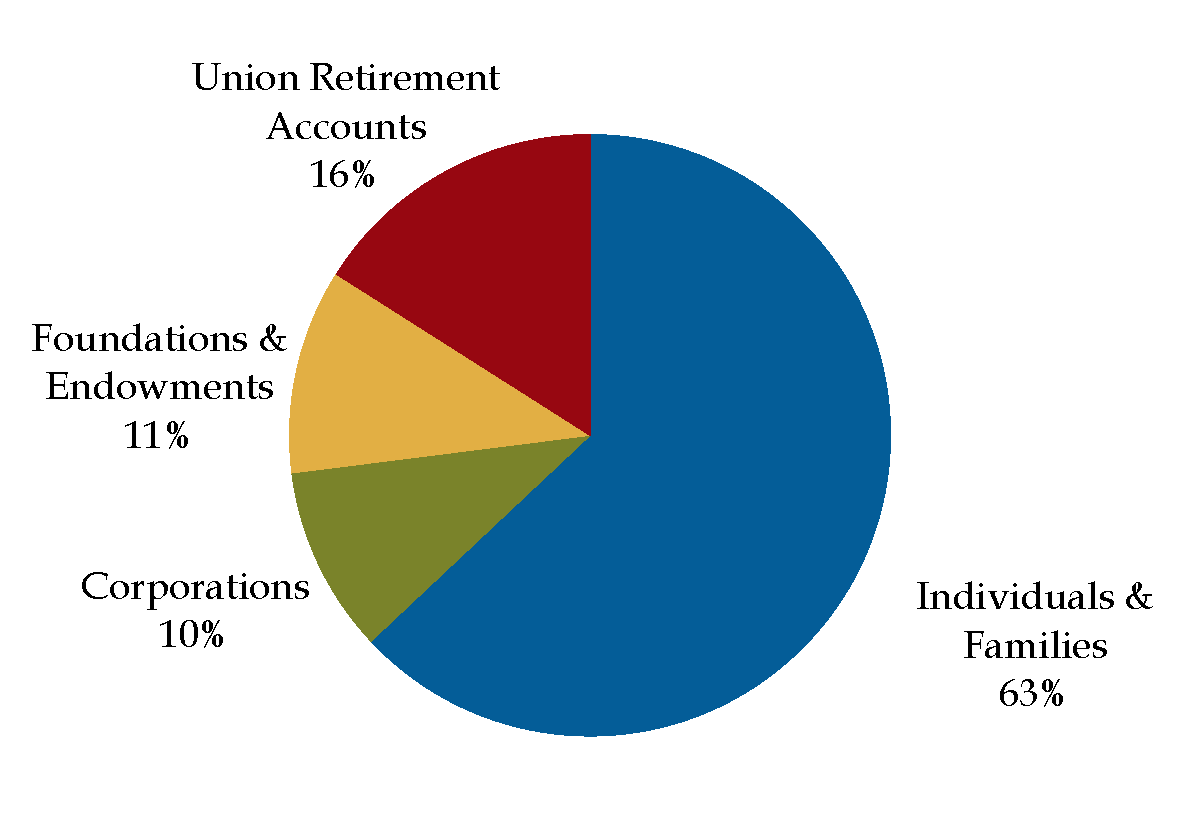 Union Retirement
Accounts
16%
Foundations &
Endowments
11%
Corporations
10%
Individuals &
Families
63%